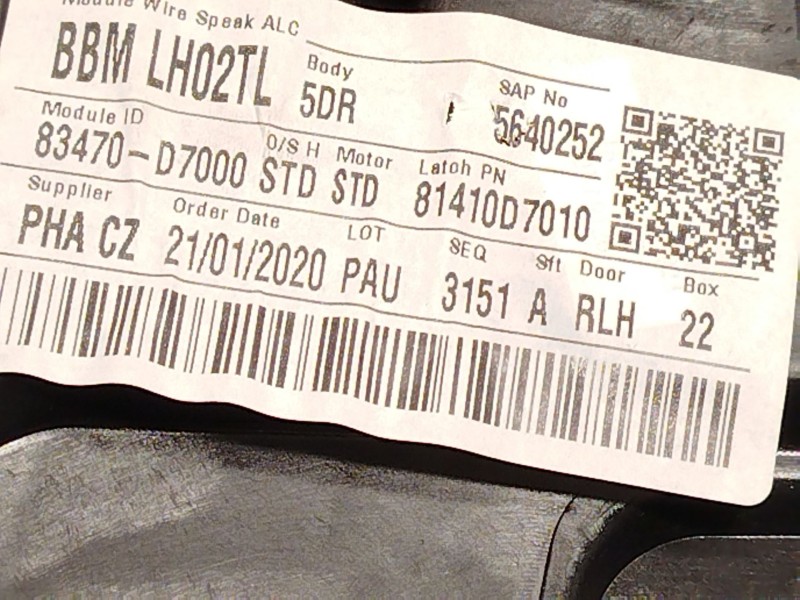 Module Wire Speak ALC
BBM LH02TL
Body
5DR
SAP No
5640252
Module ID
83470-D7000
O/S H
STD
Motor
STD
Latch PN
81410D7010
Supplier
PHA CZ
Order Date
21/01/2020
LOT
PAU
SEQ
3151
Sft
A
Door
RLH
Box
22